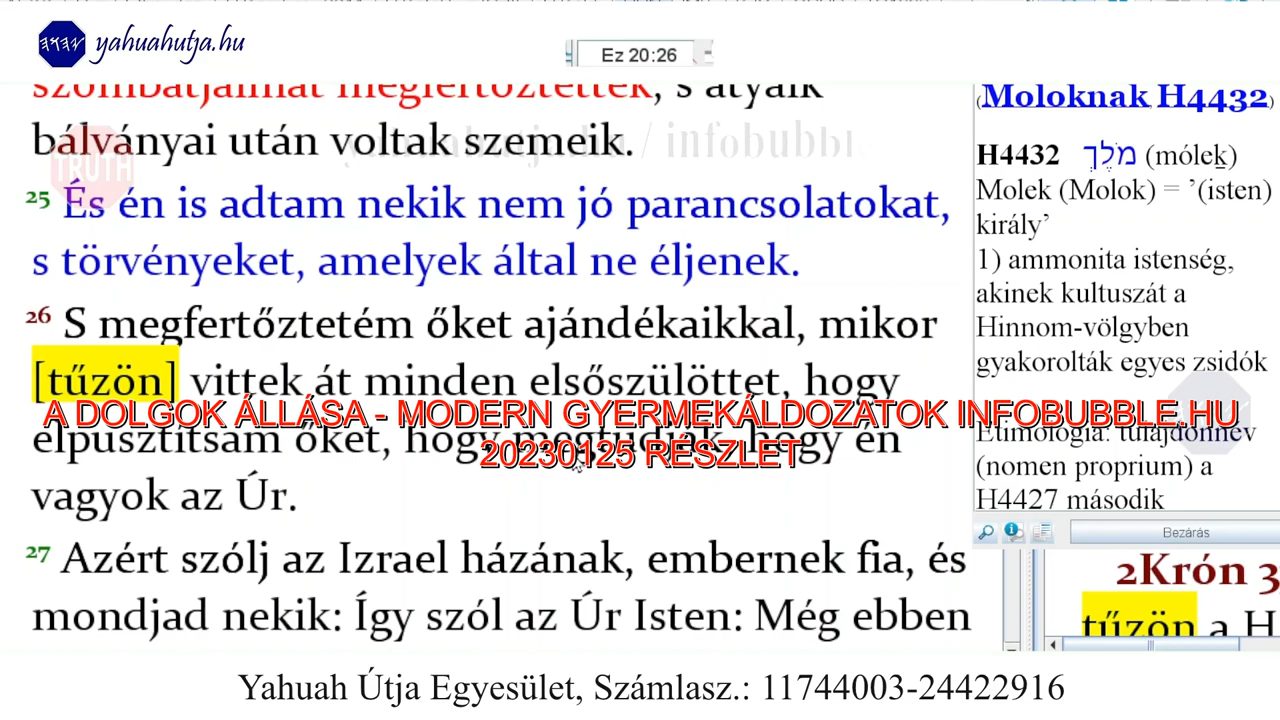 yahuahutja.hu
Ez 20:26
szombatjaimat megfertőztették, s atyáik
bálványai után voltak szemeik.
yahuahutja.hu / infobubbl
TRUTH
25 És én is adtam nekik nem jó parancsolatokat,
s törvényeket, amelyek által ne éljenek.
26 S megfertőztetém őket ajándékaikkal, mikor
[tűzön] vittek át minden elsőszülöttet, hogy
elpusztítsam őket, hogy megtudják, hogy én
vagyok az Úr.
27 Azért szólj az Izrael házának, embernek fia, és
mondjad nekik: Így szól az Úr Isten: Még ebben
A DOLGOK ÁLLÁSA - MODERN GYERMEKÁLDOZATOK INFOBUBBLE.HU
20230125 RÉSZLET
(Moloknak H4432)
H4432 מֹלֶךְ (mólek)
Molek (Molok) = ’(isten)
király’
1) ammonita istenség,
akinek kultuszát a
Hinnom-völgyben
gyakorolták egyes zsidók
Etimológia: tulajdonnév
(nomen proprium) a
H4427 második
Bezárás
2Krón 3
tűzön a H
Yahuah Útja Egyesület, Számlasz.: 11744003-24422916